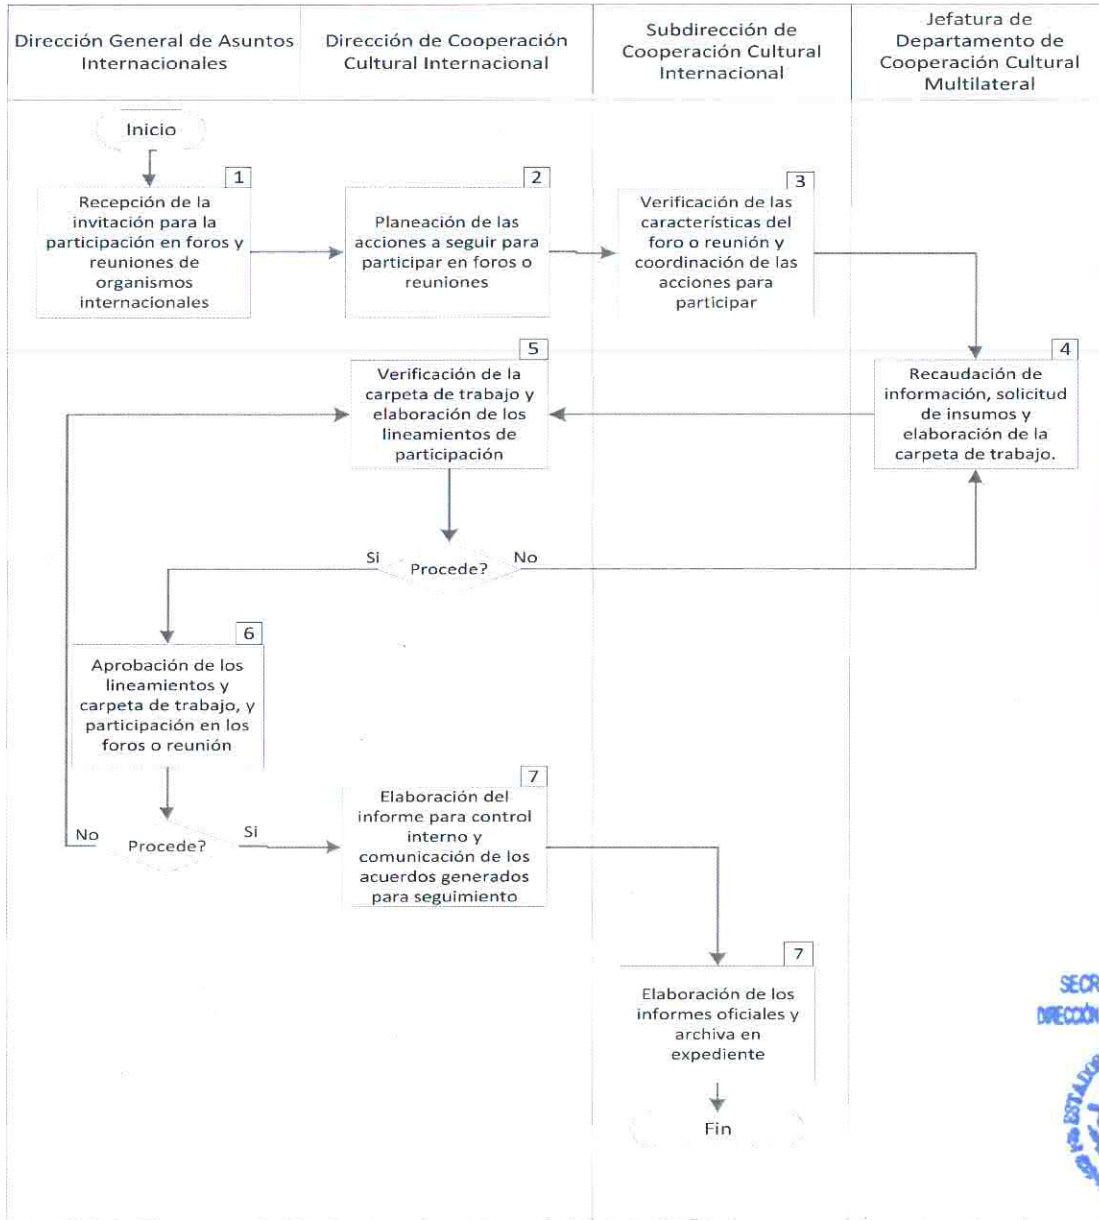 Dirección General de Asuntos
Internacionales
Dirección de Cooperación
Cultural Internacional
Subdirección de
Cooperación Cultural
Internacional
Jefatura de
Departamento de
Cooperación Cultural
Multilateral
Inicio
1
Recepción de la
invitación para la
participación en foros y
reuniones de
organismos
internacionales
2
Planeación de las
acciones a seguir para
participar en foros o
reuniones
3
Verificación de las
características del
foro o reunión y
coordinación de las
acciones para
participar
4
Recaudación de
información, solicitud
de insumos y
elaboración de la
carpeta de trabajo.
5
Verificación de la
carpeta de trabajo y
elaboración de los
lineamientos de
participación
Si
Procede?
No
6
Aprobación de los
lineamientos y
carpeta de trabajo, y
participación en los
foros o reunión
No
Procede?
Si
7
Elaboración del
informe para control
interno y
comunicación de los
acuerdos generados
para seguimiento
7
Elaboración de los
informes oficiales y
archiva en
expediente
Fin
SECR
DIRECCIÓN
ESTADOS